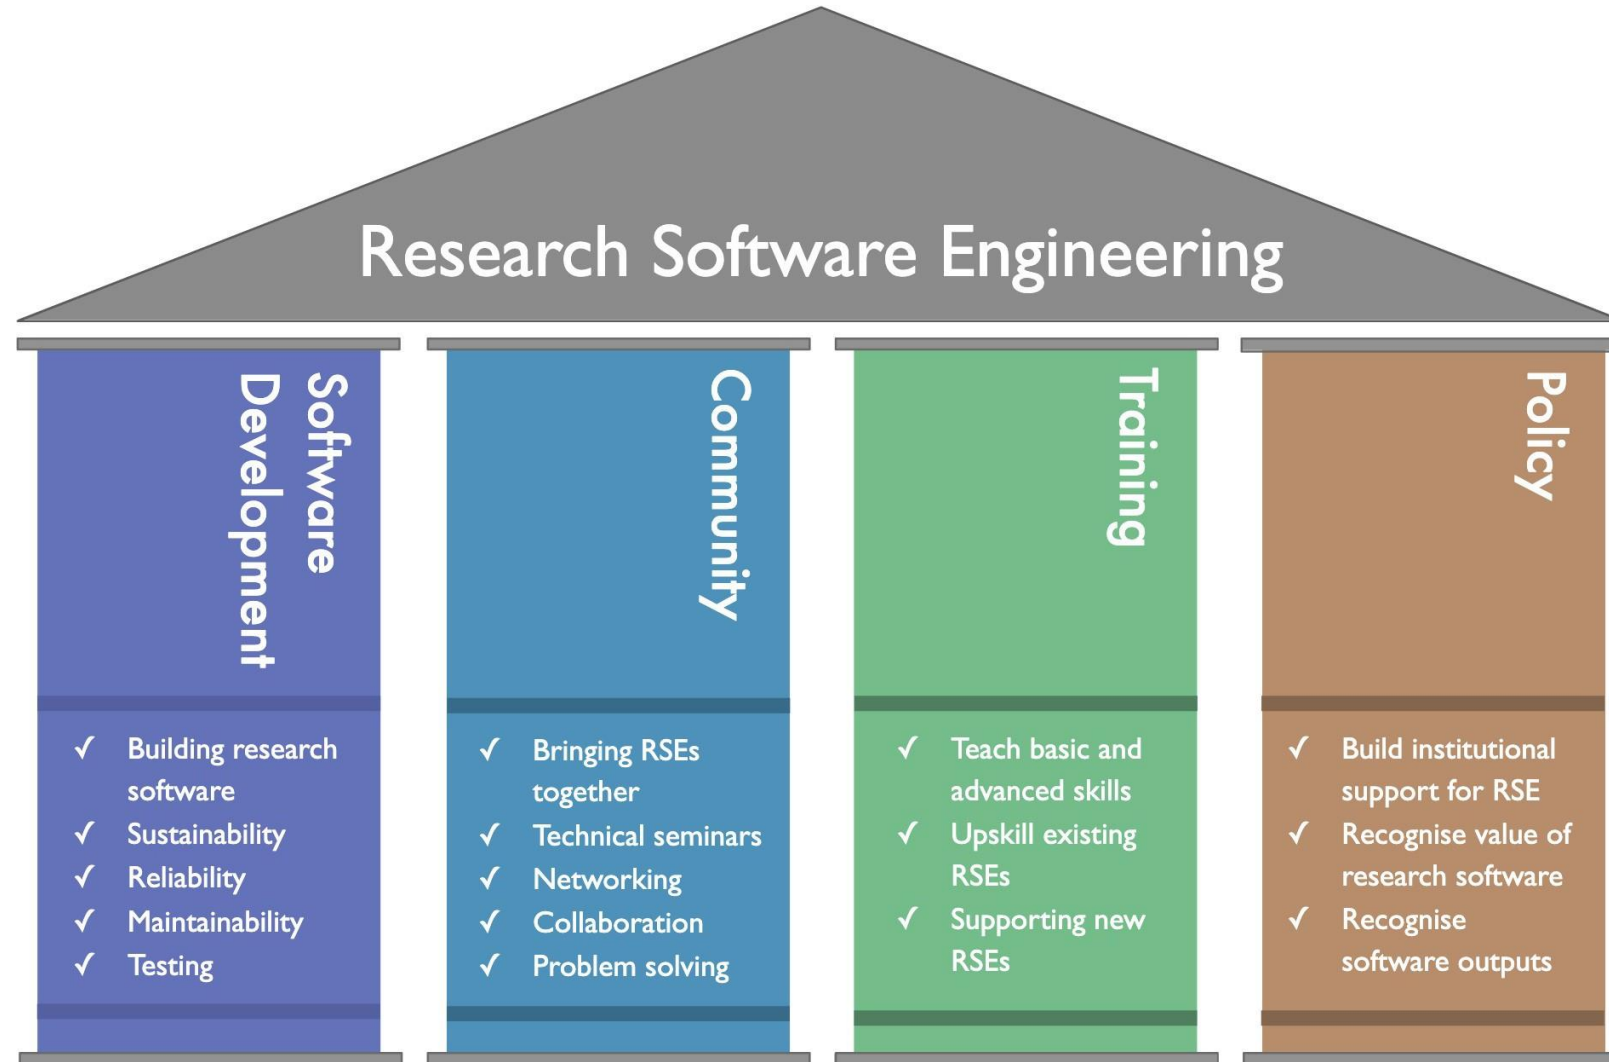 Research Software Engineering
Software
Development
✓ Building research
software
✓ Sustainability
✓ Reliability
✓ Maintainability
✓ Testing
Community
✓ Bringing RSEs
together
✓ Technical seminars
✓ Networking
✓ Collaboration
✓ Problem solving
Training
✓ Teach basic and
advanced skills
✓ Upskill existing
RSEs
✓ Supporting new
RSEs
Policy
✓ Build institutional
support for RSE
✓ Recognise value of
research software
✓ Recognise
software outputs